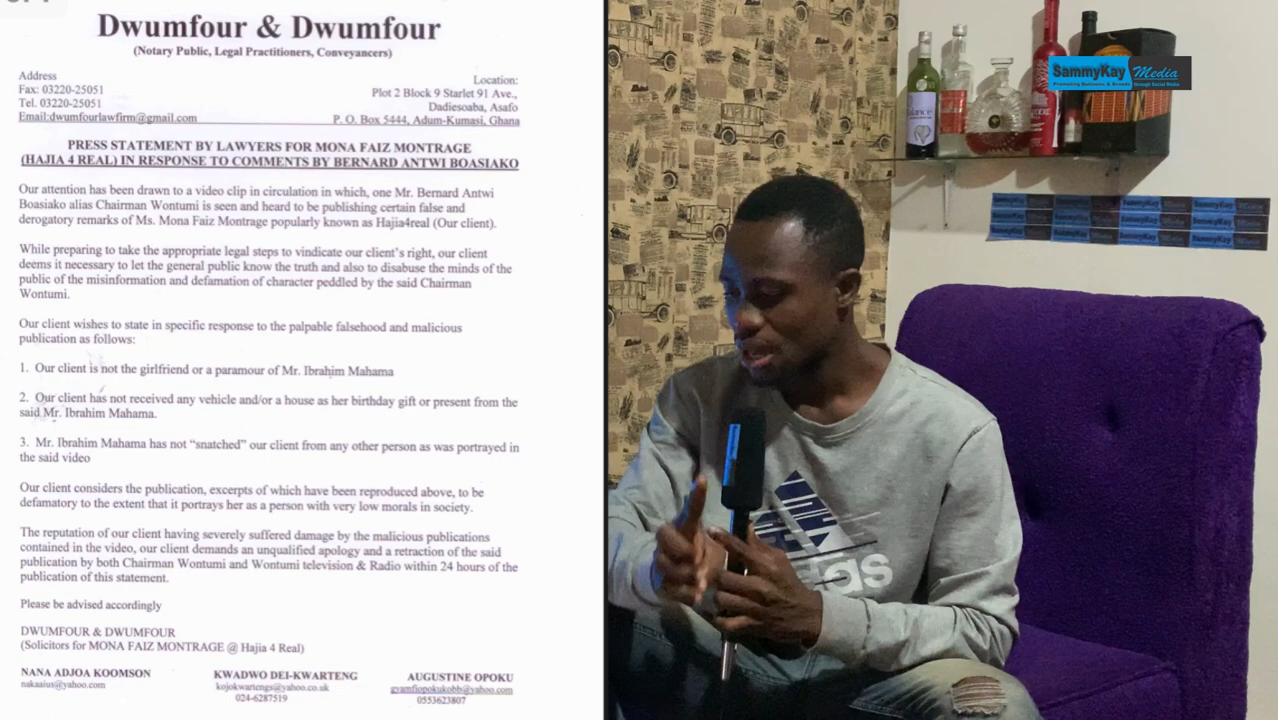 Dwumfour & Dwumfour
(Notary Public, Legal Practitioners, Conveyancers)
Address
Fax: 03220-25051
Tel. 03220-25051
Email:dwumfourlawfirm@gmail.com
Location:
Plot 2 Block 9 Starlet 91 Ave.,
Dadiesoaba, Asafo
P. O. Box 5444, Adum-Kumasi, Ghana
PRESS STATEMENT BY LAWYERS FOR MONA FAIZ MONTRAGE
(HAJIA 4 REAL) IN RESPONSE TO COMMENTS BY BERNARD ANTWI BOASIAKO
Our attention has been drawn to a video clip in circulation in which, one Mr. Bernard Antwi
Boasiako alias Chairman Wontumi is seen and heard to be publishing certain false and
derogatory remarks of Ms. Mona Faiz Montrage popularly known as Hajia4real (Our client).
While preparing to take the appropriate legal steps to vindicate our client's right, our client
deems it necessary to let the general public know the truth and also to disabuse the minds of the
public of the misinformation and defamation of character peddled by the said Chairman
Wontumi.
Our client wishes to state in specific response to the palpable falsehood and malicious
publication as follows:
1. Our client is not the girlfriend or a paramour of Mr. Ibrahim Mahama
2. Our client has not received any vehicle and/or a house as her birthday gift or present from the
said Mr. Ibrahim Mahama.
3. Mr. Ibrahim Mahama has not "snatched" our client from any other person as was portrayed in
the said video
Our client considers the publication, excerpts of which have been reproduced above, to be
defamatory to the extent that it portrays her as a person with very low morals in society.
The reputation of our client having severely suffered damage by the malicious publications
contained in the video, our client demands an unqualified apology and a retraction of the said
publication by both Chairman Wontumi and Wontumi television & Radio within 24 hours of the
publication of this statement.
Please be advised accordingly
DWUMFOUR & DWUMFOUR
(Solicitors for MONA FAIZ MONTRAGE @ Hajia 4 Real)
NANA ADJOA KOOMSON
nakaaius@yahoo.com
KWADWO DEI-KWARTENG
kojokwartengs@yahoo.co.uk
024-6287519
AUGUSTINE OPOKU
gyamfiopokukobb@yahoo.com
0553623807
SammyKay Media
Promoting Business & Brands through Social Media
SammyKay Media